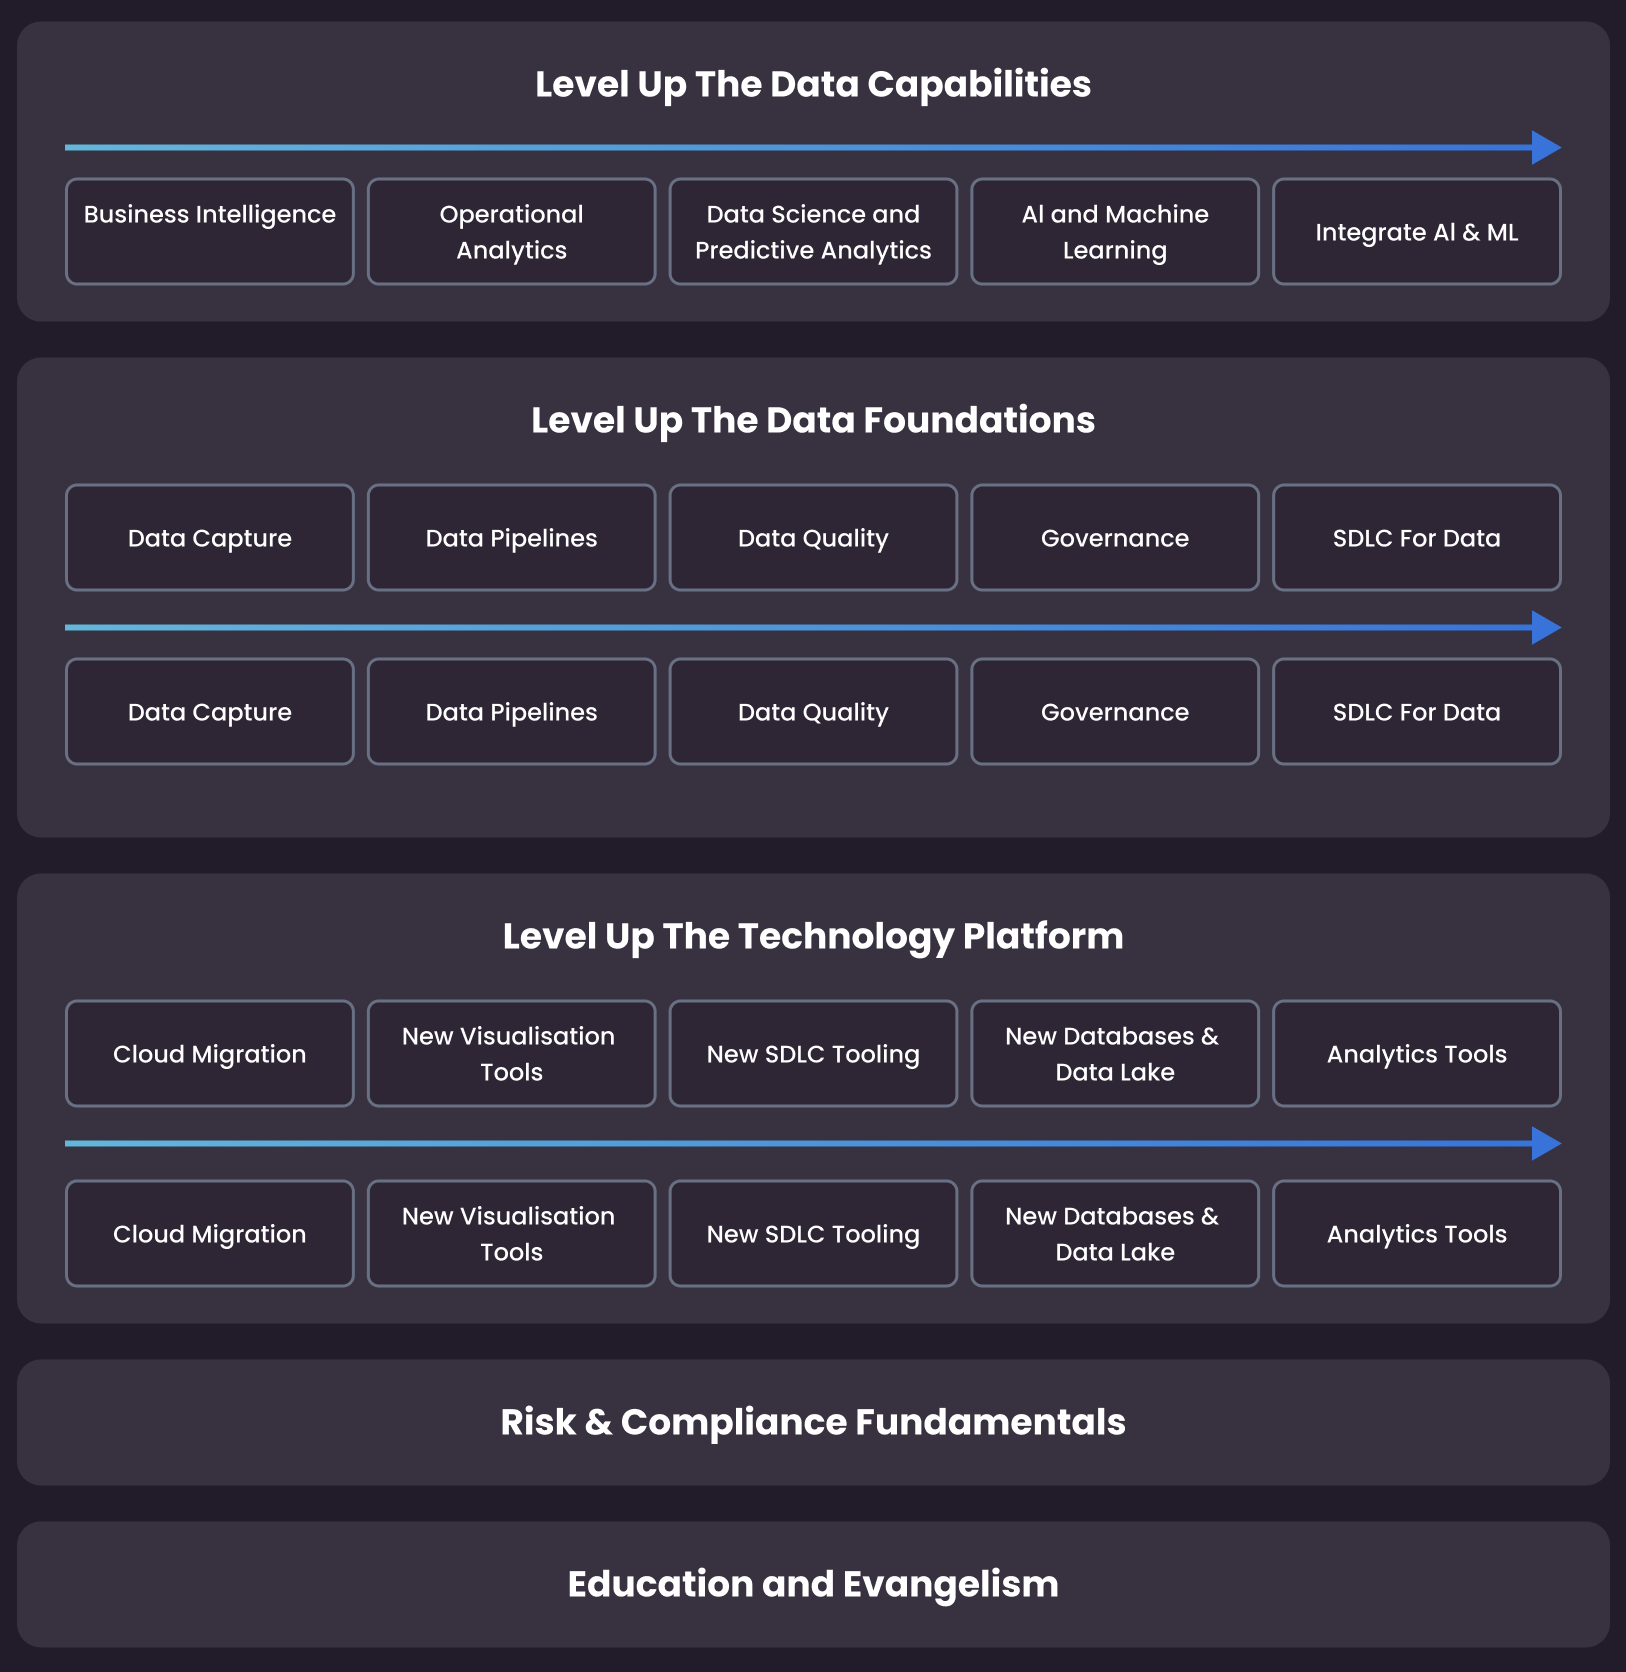 Level Up The Data Capabilities
Business Intelligence
Operational
Analytics
Data Science and
Predictive Analytics
AI and Machine
Learning
Integrate AI & ML
Level Up The Data Foundations
Data Capture
Data Pipelines
Data Quality
Governance
SDLC For Data
Data Capture
Data Pipelines
Data Quality
Governance
SDLC For Data
Level Up The Technology Platform
Cloud Migration
New Visualisation
Tools
New SDLC Tooling
New Databases &
Data Lake
Analytics Tools
Cloud Migration
New Visualisation
Tools
New SDLC Tooling
New Databases &
Data Lake
Analytics Tools
Risk & Compliance Fundamentals
Education and Evangelism